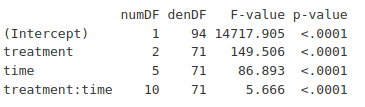 numDF denDF F-value p-value
(Intercept) 1 94 14717.905 <.0001
treatment 2 71 149.506 <.0001
time 5 71 86.893 <.0001
treatment:time 10 71 5.666 <.0001